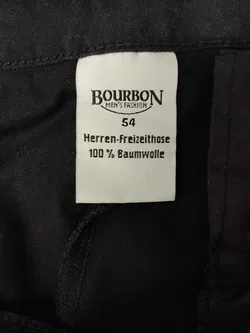 BOURBON
MEN'S FASHION
54
Herren-Freizeithose
100 % Baumwolle